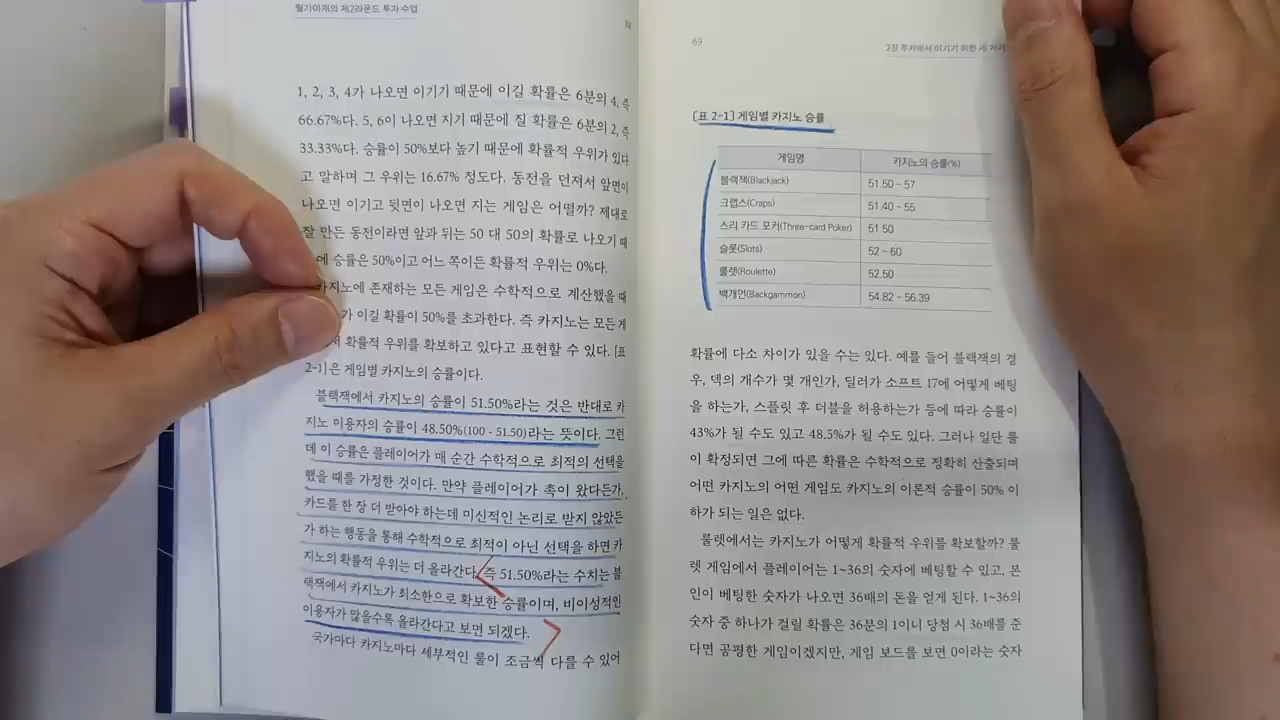 월가아재의 제2라운드 투자 수업
1, 2, 3, 4가 나오면 이기기 때문에 이길 확률은 6분의 4, 즉
66.67%다. 5, 6이 나오면 지기 때문에 질 확률은 6분의 2, 즉
33.33%다. 승률이 50%보다 높기 때문에 확률적 우위가 있다
고 말하며 그 우위는 16.67% 정도다. 동전을 던져서 앞면이
나오면 이기고 뒷면이 나오면 지는 게임은 어떨까? 제대로
잘 만든 동전이라면 앞과 뒤는 50 대 50의 확률로 나오기 때
에 승률은 50%이고 어느 쪽이든 확률적 우위는 0%다.
카지노에 존재하는 모든 게임은 수학적으로 계산했을 때
가 이길 확률이 50%를 초과한다. 즉 카지노는 모든 게
확률적 우위를 확보하고 있다고 표현할 수 있다. [표
2-1]은 게임별 카지노의 승률이다.
블랙잭에서 카지노의 승률이 51.50%라는 것은 반대로 카
지노 이용자의 승률이 48.50%(100 - 51.50)라는 뜻이다. 그런
데 이 승률은 플레이어가 매 순간 수학적으로 최적의 선택을
했을 때를 가정한 것이다. 만약 플레이어가 촉이 왔다든가,
카드를 한 장 더 받아야 하는데 미신적인 논리로 받지 않았든
가 하는 행동을 통해 수학적으로 최적이 아닌 선택을 하면 카
지노의 확률적 우위는 더 올라간다. 즉 51.50%라는 수치는 블
랙잭에서 카지노가 최소한으로 확보한 승률이며, 비이성적인
이용자가 많을수록 올라간다고 보면 되겠다.
국가마다 카지노마다 세부적인 룰이 조금씩 다를 수 있어
69
2장 투자에서 이기기 위한 세 가지
[표 2-1] 게임별 카지노 승률
게임명 카지노의 승률(%)
블랙잭(Blackjack) 51.50 ~ 57
크랩스(Craps) 51.40 ~ 55
스리 카드 포커(Three-card Poker) 51.50
슬롯(Slots) 52 ~ 60
룰렛(Roulette) 52.50
백개먼(Backgammon) 54.82 ~ 56.39
확률에 다소 차이가 있을 수는 있다. 예를 들어 블랙잭의 경
우, 덱의 개수가 몇 개인가, 딜러가 소프트 17에 어떻게 베팅
을 하는가, 스플릿 후 더블을 허용하는가 등에 따라 승률이
43%가 될 수도 있고 48.5%가 될 수도 있다. 그러나 일단 룰
이 확정되면 그에 따른 확률은 수학적으로 정확히 산출되며
어떤 카지노의 어떤 게임도 카지노의 이론적 승률이 50% 이
하가 되는 일은 없다.
룰렛에서는 카지노가 어떻게 확률적 우위를 확보할까? 룰
렛 게임에서 플레이어는 1~36의 숫자에 베팅할 수 있고, 본
인이 베팅한 숫자가 나오면 36배의 돈을 얻게 된다. 1~36의
숫자 중 하나가 걸릴 확률은 36분의 1이니 당첨 시 36배를 준
다면 공평한 게임이겠지만, 게임 보드를 보면 0이라는 숫자